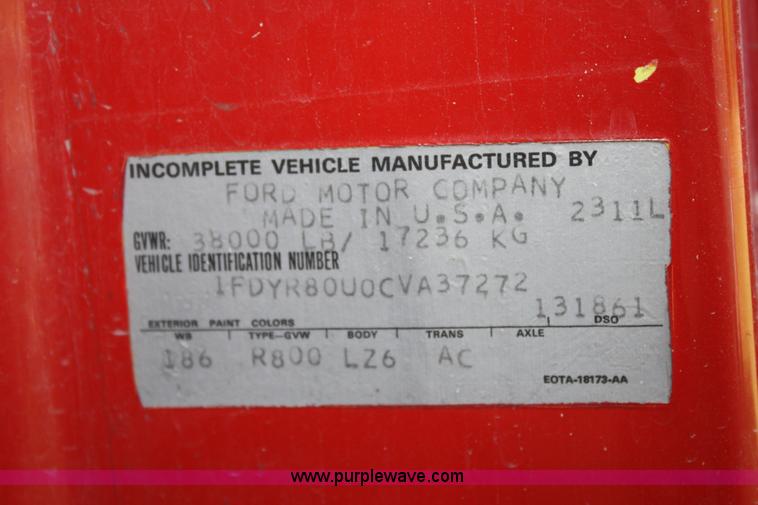 INCOMPLETE VEHICLE MANUFACTURED BY
FORD MOTOR COMPANY
MADE IN U.S.A. 2311L
GVWR: 38000 LB/ 17236 KG
VEHICLE IDENTIFICATION NUMBER
1FDYR80U0CVA37272
131861
EXTERIOR PAINT COLORS DSO
WB TYPE-GVW BODY TRANS AXLE
186 R800 LZ6 AC
EOTA-18173-AA
www.purplewave.com